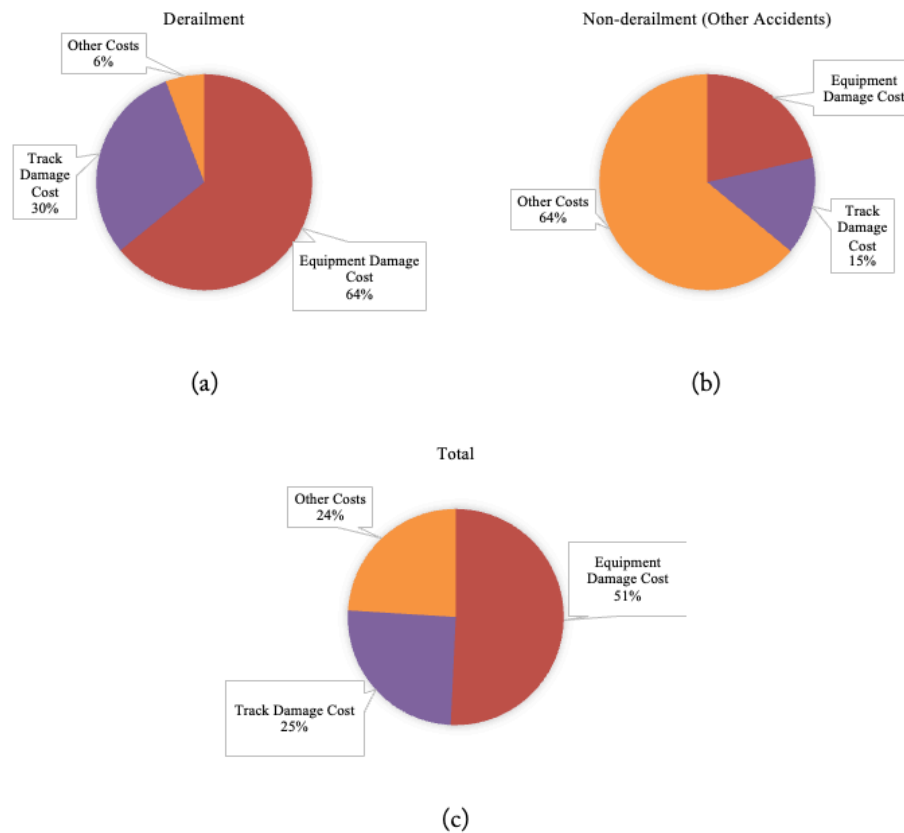 Derailment
Other Costs
6%
Track
Damage
Cost
30%
Equipment Damage
Cost
64%
(a)
Non-derailment (Other Accidents)
Equipment
Damage Cost
Other Costs
64%
Track
Damage
Cost
15%
(b)
Total
Other Costs
24%
Equipment
Damage Cost
51%
Track Damage Cost
25%
(c)